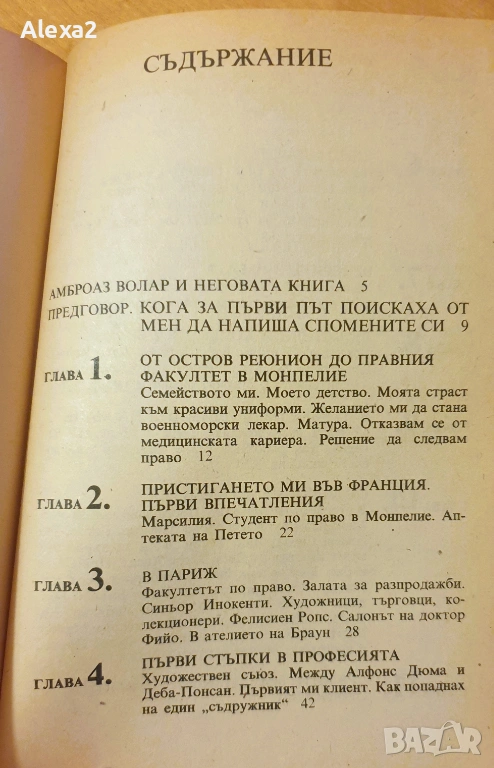 Alexa2
СЪДЪРЖАНИЕ
АМБРОАЗ ВОЛАР И НЕГОВАТА КНИГА 5
ПРЕДГОВОР. КОГА ЗА ПЪРВИ ПЪТ ПОИСКАХА ОТ
МЕН ДА НАПИША СПОМЕНИТЕ СИ 9
ГЛАВА 1. ОТ ОСТРОВ РЕЮНИОН ДО ПРАВНИЯ
ФАКУЛТЕТ В МОНПЕЛИЕ
Семейството ми. Моето детство. Моята страст
към красиви униформи. Желанието ми да стана
военноморски лекар. Матура. Отказвам се от
медицинската кариера. Решение да следвам
право 12
ГЛАВА 2. ПРИСТИГАНЕТО МИ ВЪВ ФРАНЦИЯ.
ПЪРВИ ВПЕЧАТЛЕНИЯ
Марсилия. Студент по право в Монпелие. Ап-
теката на Петето 22
ГЛАВА 3. В ПАРИЖ
Факултетът по право. Залата за разпродажби.
Синьор Инокенти. Художници, търговци, ко-
лекционери. Фелисиен Ропс. Салонът на доктор
Фийо. В ателието на Браун 28
ГЛАВА 4. ПЪРВИ СТЪПКИ В ПРОФЕСИЯТА
Художествен съюз. Между Алфонс Дюма и
Деба-Понсан. Първият ми клиент. Как попаднах
на един „съдружник“ 42
BAZAR